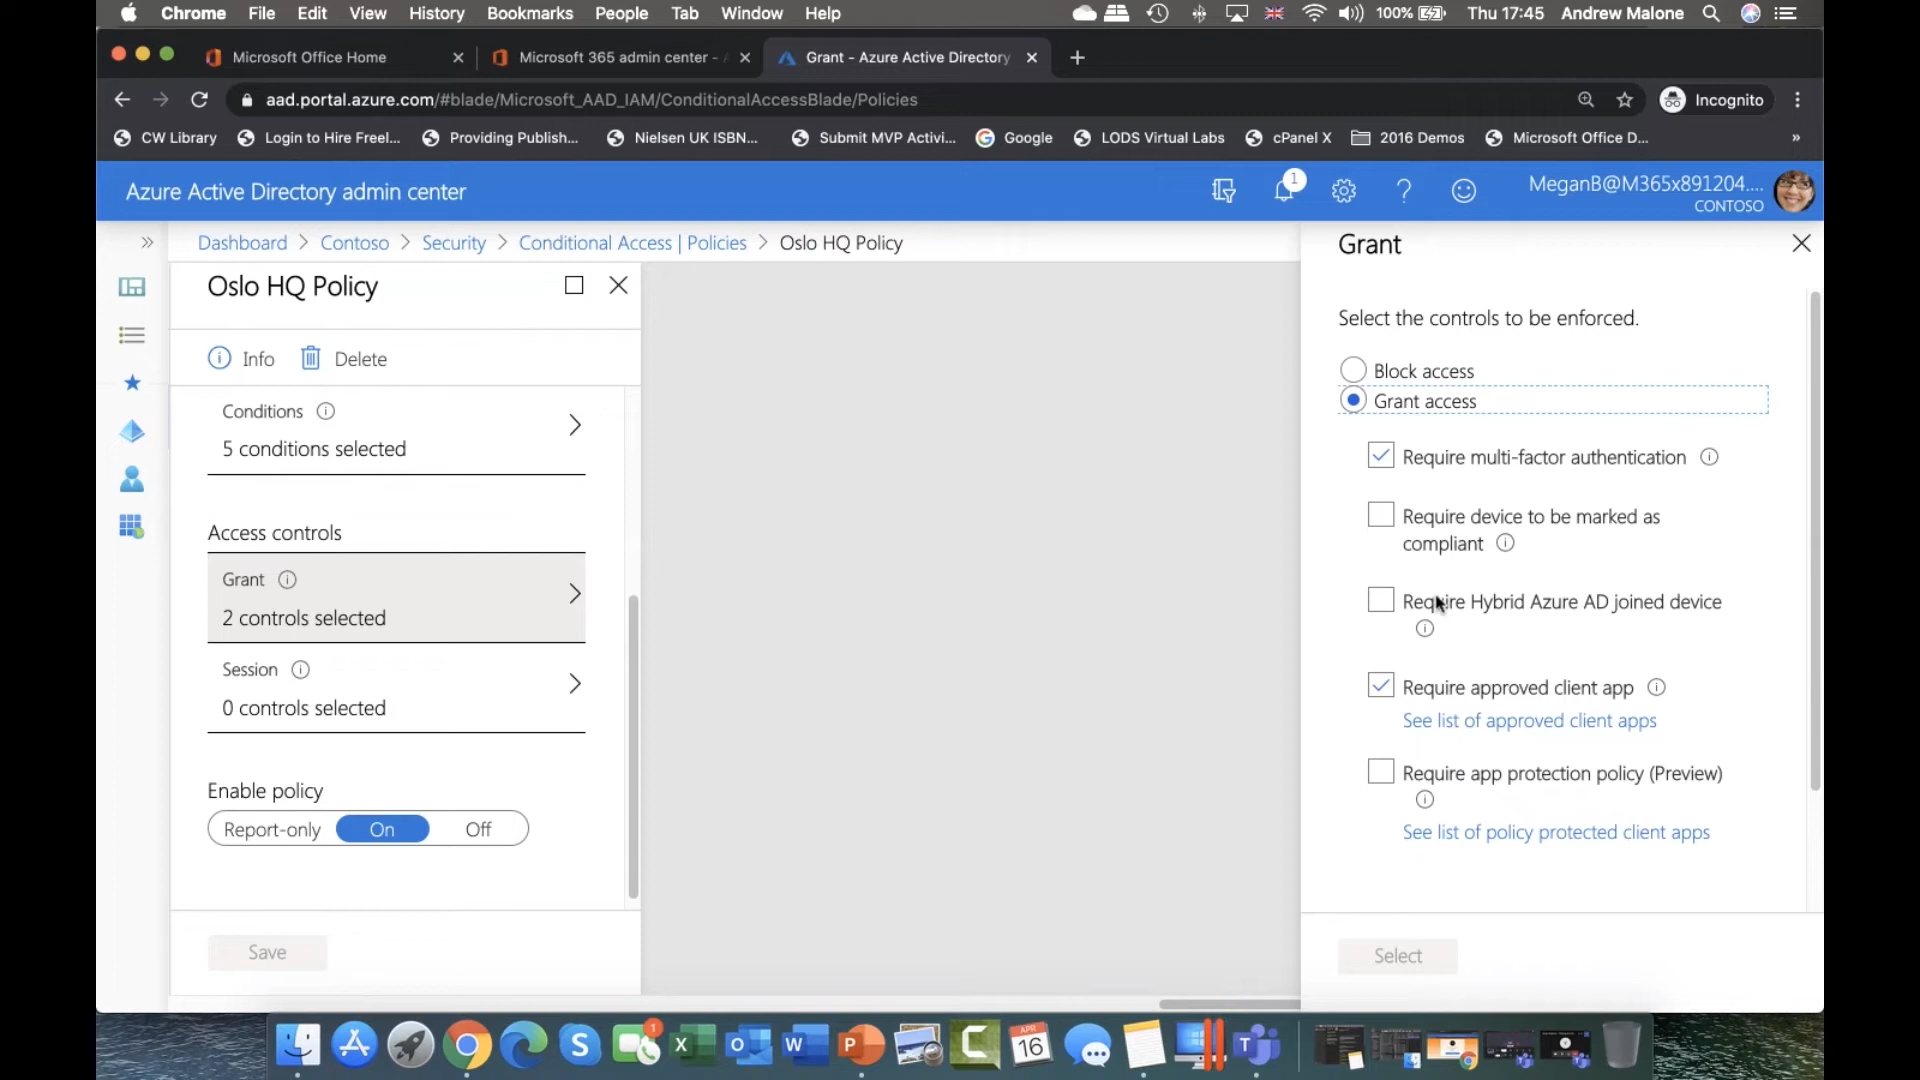 Chrome File Edit View History Bookmarks People Tab Window Help 100% Thu 17:45 Andrew Malone
Microsoft Office Home Microsoft 365 admin center - Grant - Azure Active Directory
aad.portal.azure.com/#blade/Microsoft_AAD_IAM/ConditionalAccessBlade/Policies Incognito
CW Library Login to Hire Freel... Providing Publish... Nielsen UK ISBN... Submit MVP Activi... Google LODS Virtual Labs cPanel X 2016 Demos Microsoft Office D... »
Azure Active Directory admin center 1 MeganB@M365x891204....
CONTOSO
Dashboard > Contoso > Security > Conditional Access | Policies > Oslo HQ Policy
Oslo HQ Policy
Info Delete
Conditions
5 conditions selected
Access controls
Grant
2 controls selected
Session
0 controls selected
Enable policy
Report-only On Off
Save
Grant
Select the controls to be enforced.
Block access
Grant access
Require multi-factor authentication
Require device to be marked as
compliant
Require Hybrid Azure AD joined device
Require approved client app
See list of approved client apps
Require app protection policy (Preview)
See list of policy protected client apps
Select
S 1 X O W P C APR 16 T